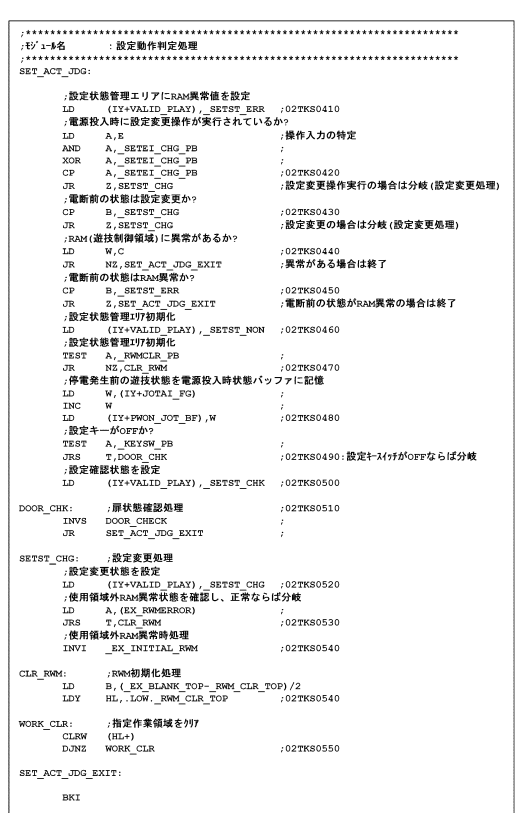 ;**********************************************************************
;ﾓｼﾞｭｰﾙ名　　　: 設定動作判定処理
;**********************************************************************
SET_ACT_JDG:
;設定状態管理エリアにRAM異常値を設定
LD (IY+VALID_PLAY),_SETST_ERR ;02TKS0410
;電源投入時に設定変更操作が実行されているか?
LD A,E ;操作入力の特定
AND A,_SETEI_CHG_PB ;
XOR A,_SETEI_CHG_PB ;
CP A,_SETEI_CHG_PB ;02TKS0420
JR Z,SETST_CHG ;設定変更操作実行の場合は分岐(設定変更処理)
;電断前の状態は設定変更か?
CP B,_SETST_CHG ;02TKS0430
JR Z,SETST_CHG ;設定変更の場合は分岐(設定変更処理)
;RAM(遊技制御領域)に異常があるか?
LD W,C ;02TKS0440
JR NZ,SET_ACT_JDG_EXIT ;異常がある場合は終了
;電断前の状態はRAM異常か?
CP B,_SETST_ERR ;02TKS0450
JR Z,SET_ACT_JDG_EXIT ;電断前の状態がRAM異常の場合は終了
;設定状態管理ｴﾘｱ初期化
LD (IY+VALID_PLAY),_SETST_NON ;02TKS0460
;設定状態管理ｴﾘｱ初期化
TEST A,_RWMCLR_PB ;
JR NZ,CLR_RWM ;02TKS0470
;停電発生前の遊技状態を電源投入時状態バッファに記憶
LD W,(IY+JOTAI_FG) ;
INC W ;
LD (IY+PWON_JOT_BF),W ;02TKS0480
;設定キーがOFFか?
TEST A,_KEYSW_PB ;
JRS T,DOOR_CHK ;02TKS0490:設定ｷｰｽｲｯﾁがOFFならば分岐
;設定確認状態を設定
LD (IY+VALID_PLAY),_SETST_CHK ;02TKS0500
DOOR_CHK: ;扉状態確認処理 ;02TKS0510
INVS DOOR_CHECK ;
JR SET_ACT_JDG_EXIT ;
SETST_CHG: ;設定変更処理
;設定変更状態を設定
LD (IY+VALID_PLAY),_SETST_CHG ;02TKS0520
;使用領域外RAM異常状態を確認し、正常ならば分岐
LD A,(EX_RWMERROR) ;
JRS T,CLR_RWM ;02TKS0530
;使用領域外RAM異常時処理
INVI _EX_INITIAL_RWM ;02TKS0540
CLR_RWM: ;RWM初期化処理
LD B,(_EX_BLANK_TOP-_RWM_CLR_TOP)/2
LDY HL,.LOW._RWM_CLR_TOP ;02TKS0540
WORK_CLR: ;指定作業領域をｸﾘｱ
CLRW (HL+)
DJNZ WORK_CLR ;02TKS0550
SET_ACT_JDG_EXIT:
BKI